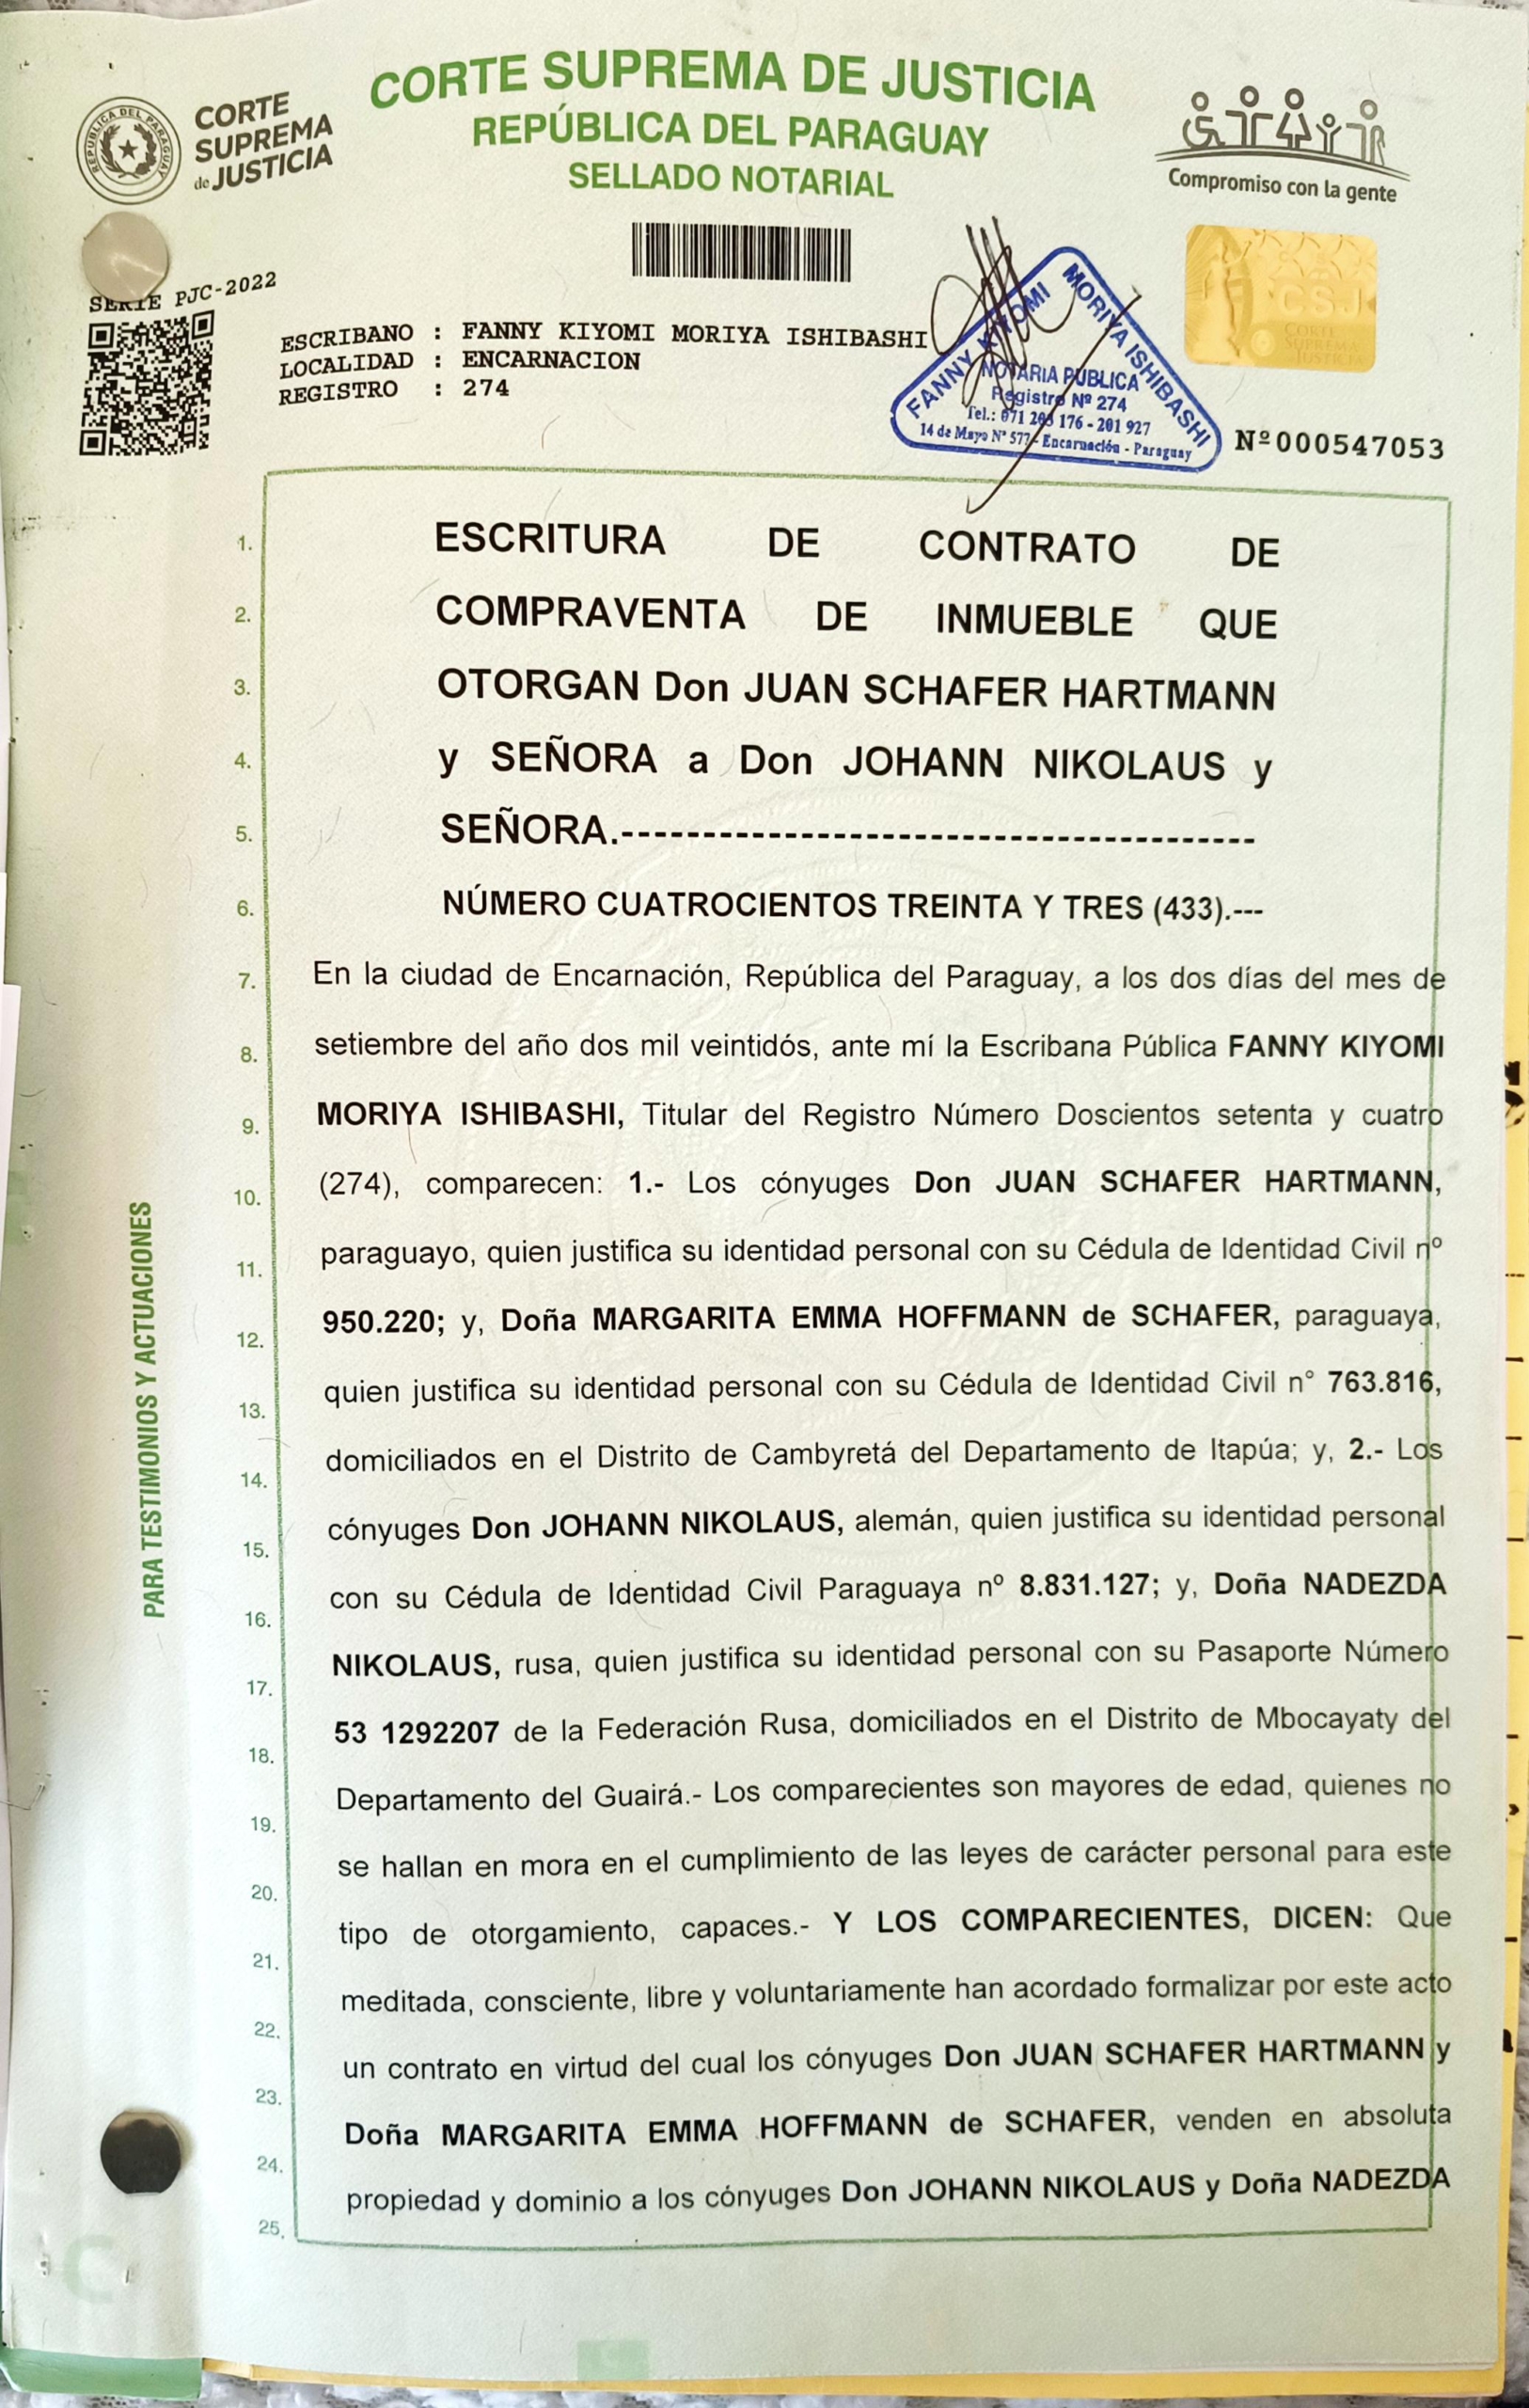 CORTE SUPREMA DE JUSTICIA
REPÚBLICA DEL PARAGUAY
SELLADO NOTARIAL
REPÚBLICA DEL PARAGUAY
CORTE
SUPREMA
de JUSTICIA
Compromiso con la gente
SERIE PJC-2022
ESCRIBANO : FANNY KIYOMI MORIYA ISHIBASHI
LOCALIDAD : ENCARNACION
REGISTRO : 274
FANNY KIYOMI MORIYA ISHIBASHI
NOTARIA PUBLICA
Registro Nº 274
Tel.: 071 203 176 - 201 927
14 de Mayo Nº 577 - Encarnación - Paraguay
CSJ
CORTE
SUPREMA
JUSTICIA
Nº000547053
1. ESCRITURA DE CONTRATO DE
2. COMPRAVENTA DE INMUEBLE QUE
3. OTORGAN Don JUAN SCHAFER HARTMANN
4. y SEÑORA a Don JOHANN NIKOLAUS y
5. SEÑORA.---------------------------------------
6. NÚMERO CUATROCIENTOS TREINTA Y TRES (433).---
7. En la ciudad de Encarnación, República del Paraguay, a los dos días del mes de
8. setiembre del año dos mil veintidós, ante mí la Escribana Pública FANNY KIYOMI
9. MORIYA ISHIBASHI, Titular del Registro Número Doscientos setenta y cuatro
10. (274), comparecen: 1.- Los cónyuges Don JUAN SCHAFER HARTMANN,
11. paraguayo, quien justifica su identidad personal con su Cédula de Identidad Civil nº
12. 950.220; y, Doña MARGARITA EMMA HOFFMANN de SCHAFER, paraguaya,
13. quien justifica su identidad personal con su Cédula de Identidad Civil n° 763.816,
14. domiciliados en el Distrito de Cambyretá del Departamento de Itapúa; y, 2.- Los
15. cónyuges Don JOHANN NIKOLAUS, alemán, quien justifica su identidad personal
16. con su Cédula de Identidad Civil Paraguaya nº 8.831.127; y, Doña NADEZDA
17. NIKOLAUS, rusa, quien justifica su identidad personal con su Pasaporte Número
18. 53 1292207 de la Federación Rusa, domiciliados en el Distrito de Mbocayaty del
19. Departamento del Guairá.- Los comparecientes son mayores de edad, quienes no
20. se hallan en mora en el cumplimiento de las leyes de carácter personal para este
21. tipo de otorgamiento, capaces.- Y LOS COMPARECIENTES, DICEN: Que
22. meditada, consciente, libre y voluntariamente han acordado formalizar por este acto
23. un contrato en virtud del cual los cónyuges Don JUAN SCHAFER HARTMANN y
24. Doña MARGARITA EMMA HOFFMANN de SCHAFER, venden en absoluta
25. propiedad y dominio a los cónyuges Don JOHANN NIKOLAUS y Doña NADEZDA
PARA TESTIMONIOS Y ACTUACIONES